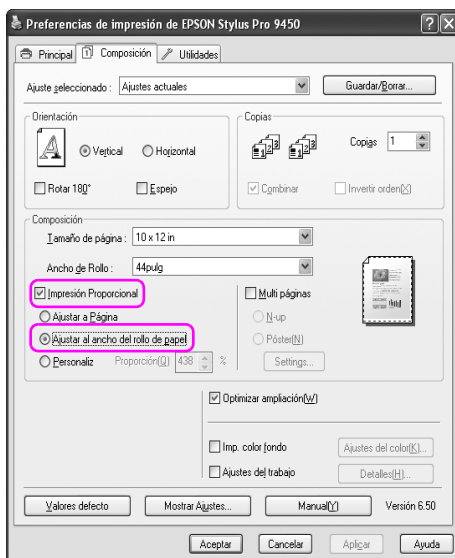 Preferencias de impresión de EPSON Stylus Pro 9450
Principal Composición Utilidades
Ajuste seleccionado : Ajustes actuales Guardar/Borrar...
Orientación Copias
A Vertical Horizontal Copias 1
Rotar 180° Espejo Combinar Invertir orden(X)
Composición
Tamaño de página : 10 x 12 in
Ancho de Rollo : 44pulg
Impresión Proporcional Multi páginas
Ajustar a Página N-up
Ajustar al ancho del rollo de papel Póster(N)
Personaliz Proporción(Q) 438 % Settings...
Optimizar ampliación(W)
Imp. color fondo Ajustes del color(K)...
Ajustes del trabajo Detalles(H)...
Valores defecto Mostrar Ajustes... Manual(Y) Versión 6.50
Aceptar Cancelar Aplicar Ayuda